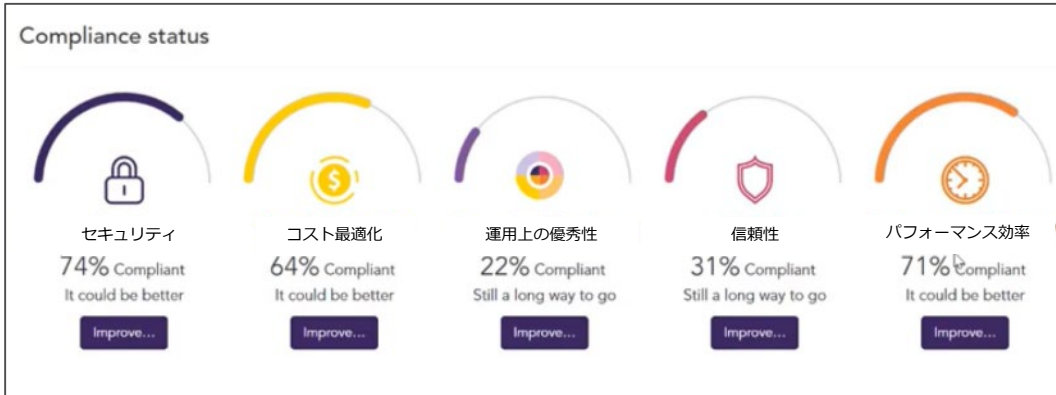 Compliance status
セキュリティ
74% Compliant
It could be better
Improve...
コスト最適化
64% Compliant
It could be better
Improve...
運用上の優秀性
22% Compliant
Still a long way to go
Improve...
信頼性
31% Compliant
Still a long way to go
Improve...
パフォーマンス効率
71% Compliant
It could be better
Improve...